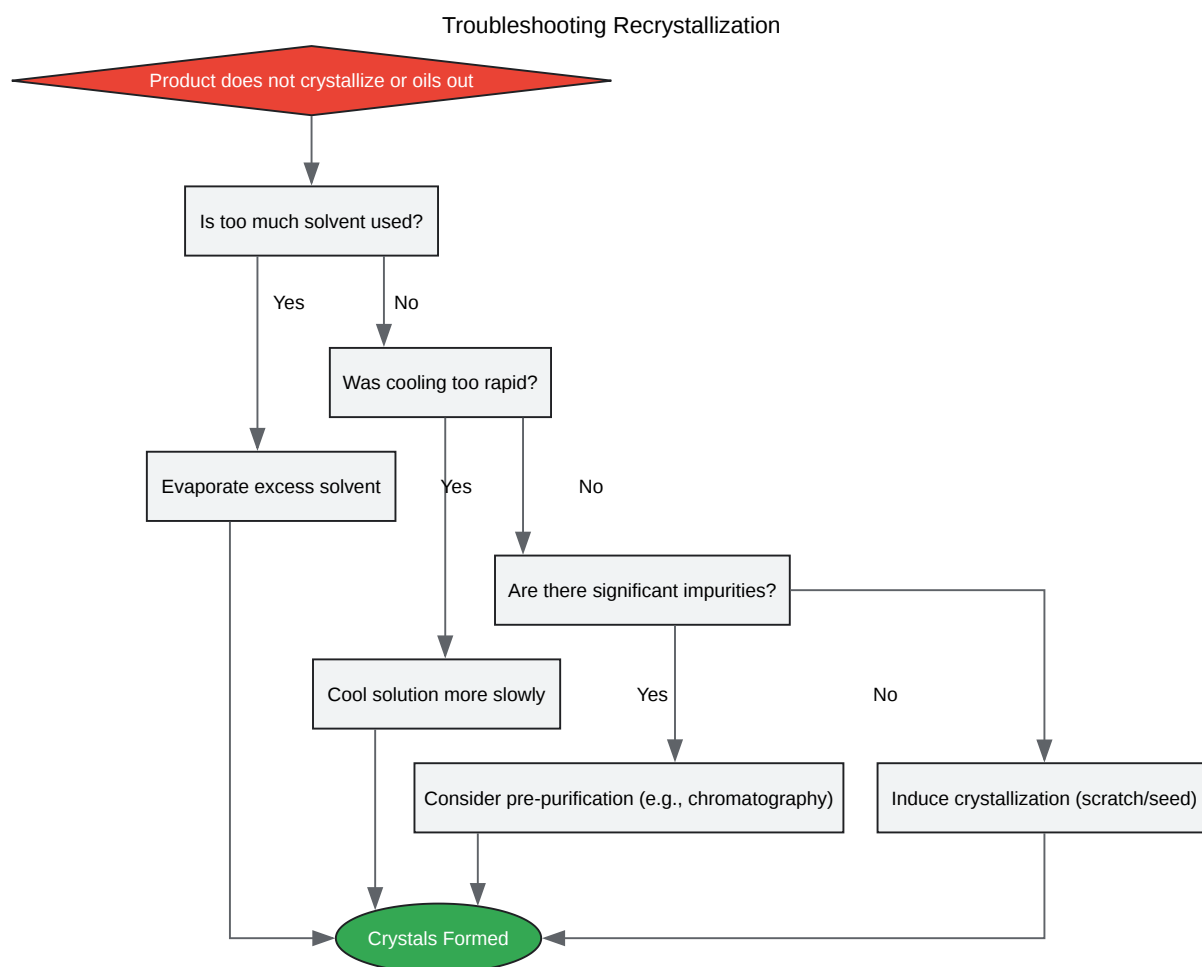 Troubleshooting Recrystallization
Product does not crystallize or oils out
Is too much solvent used?
Yes
No
Was cooling too rapid?
Evaporate excess solvent
Yes
No
Are there significant impurities?
Cool solution more slowly
Yes
No
Consider pre-purification (e.g., chromatography)
Induce crystallization (scratch/seed)
Crystals Formed